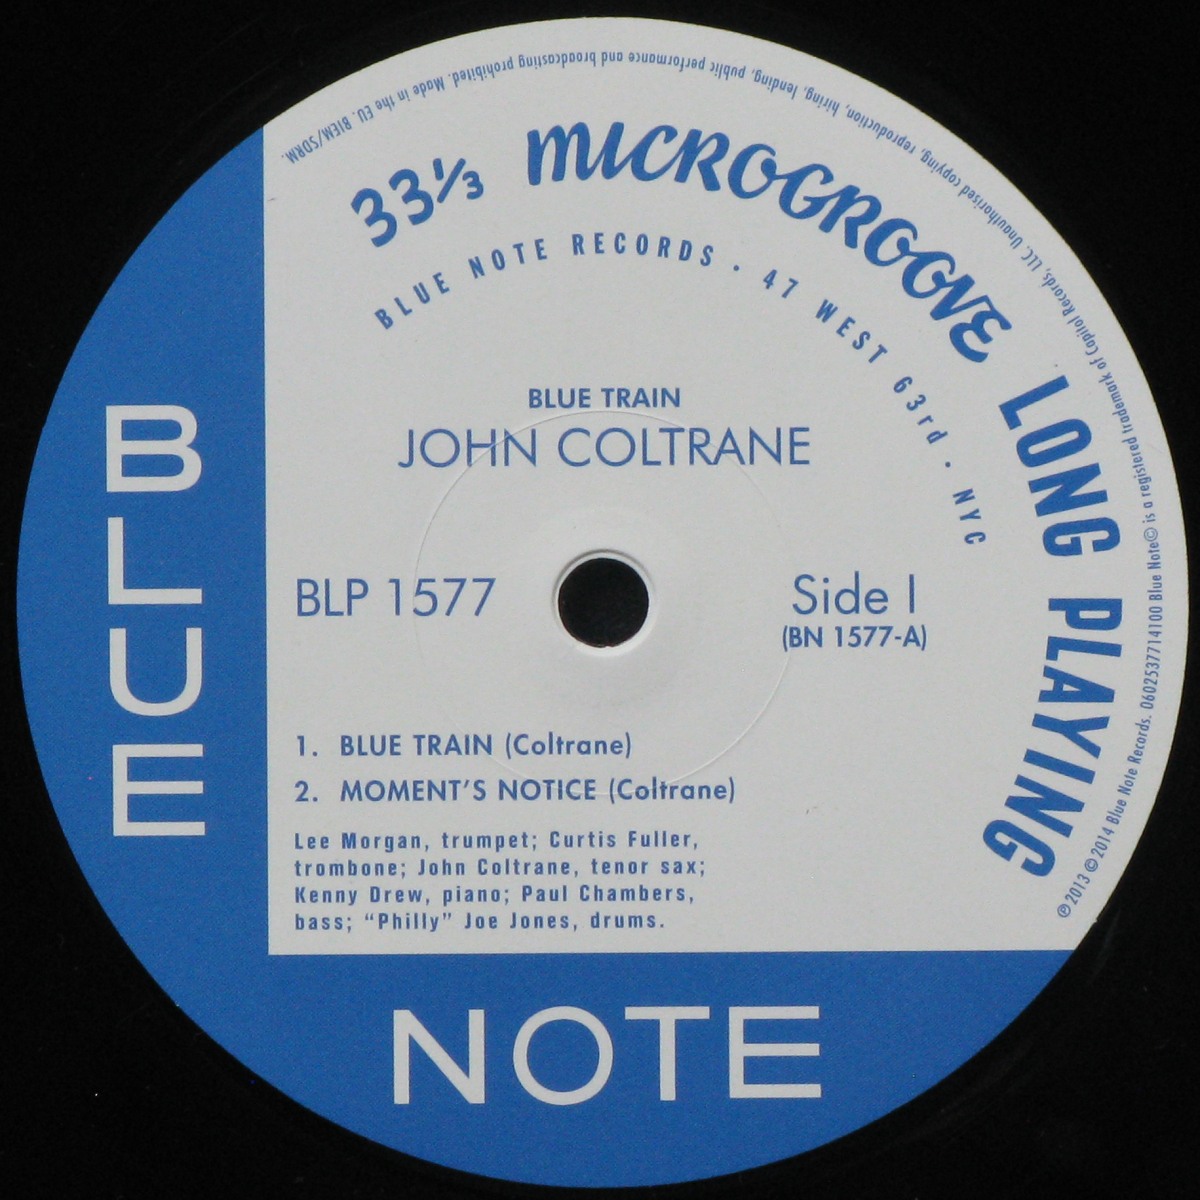 33⅓ MICROGROOVE LONG PLAYING
BLUE NOTE RECORDS · 47 WEST 63rd · NYC
BLUE TRAIN
JOHN COLTRANE
BLP 1577
Side I
(BN 1577-A)
1. BLUE TRAIN (Coltrane)
2. MOMENT'S NOTICE (Coltrane)
Lee Morgan, trumpet; Curtis Fuller,
trombone; John Coltrane, tenor sax;
Kenny Drew, piano; Paul Chambers,
bass; “Philly” Joe Jones, drums.
BLUE
NOTE
℗ 2013 © 2014 Blue Note Records. 0602537714100 Blue Note© is a registered trademark of Capitol Records, LLC. Unauthorised copying, reproduction, hiring, lending, public performance and broadcasting prohibited. Made in the EU. BIEM/SDRM.